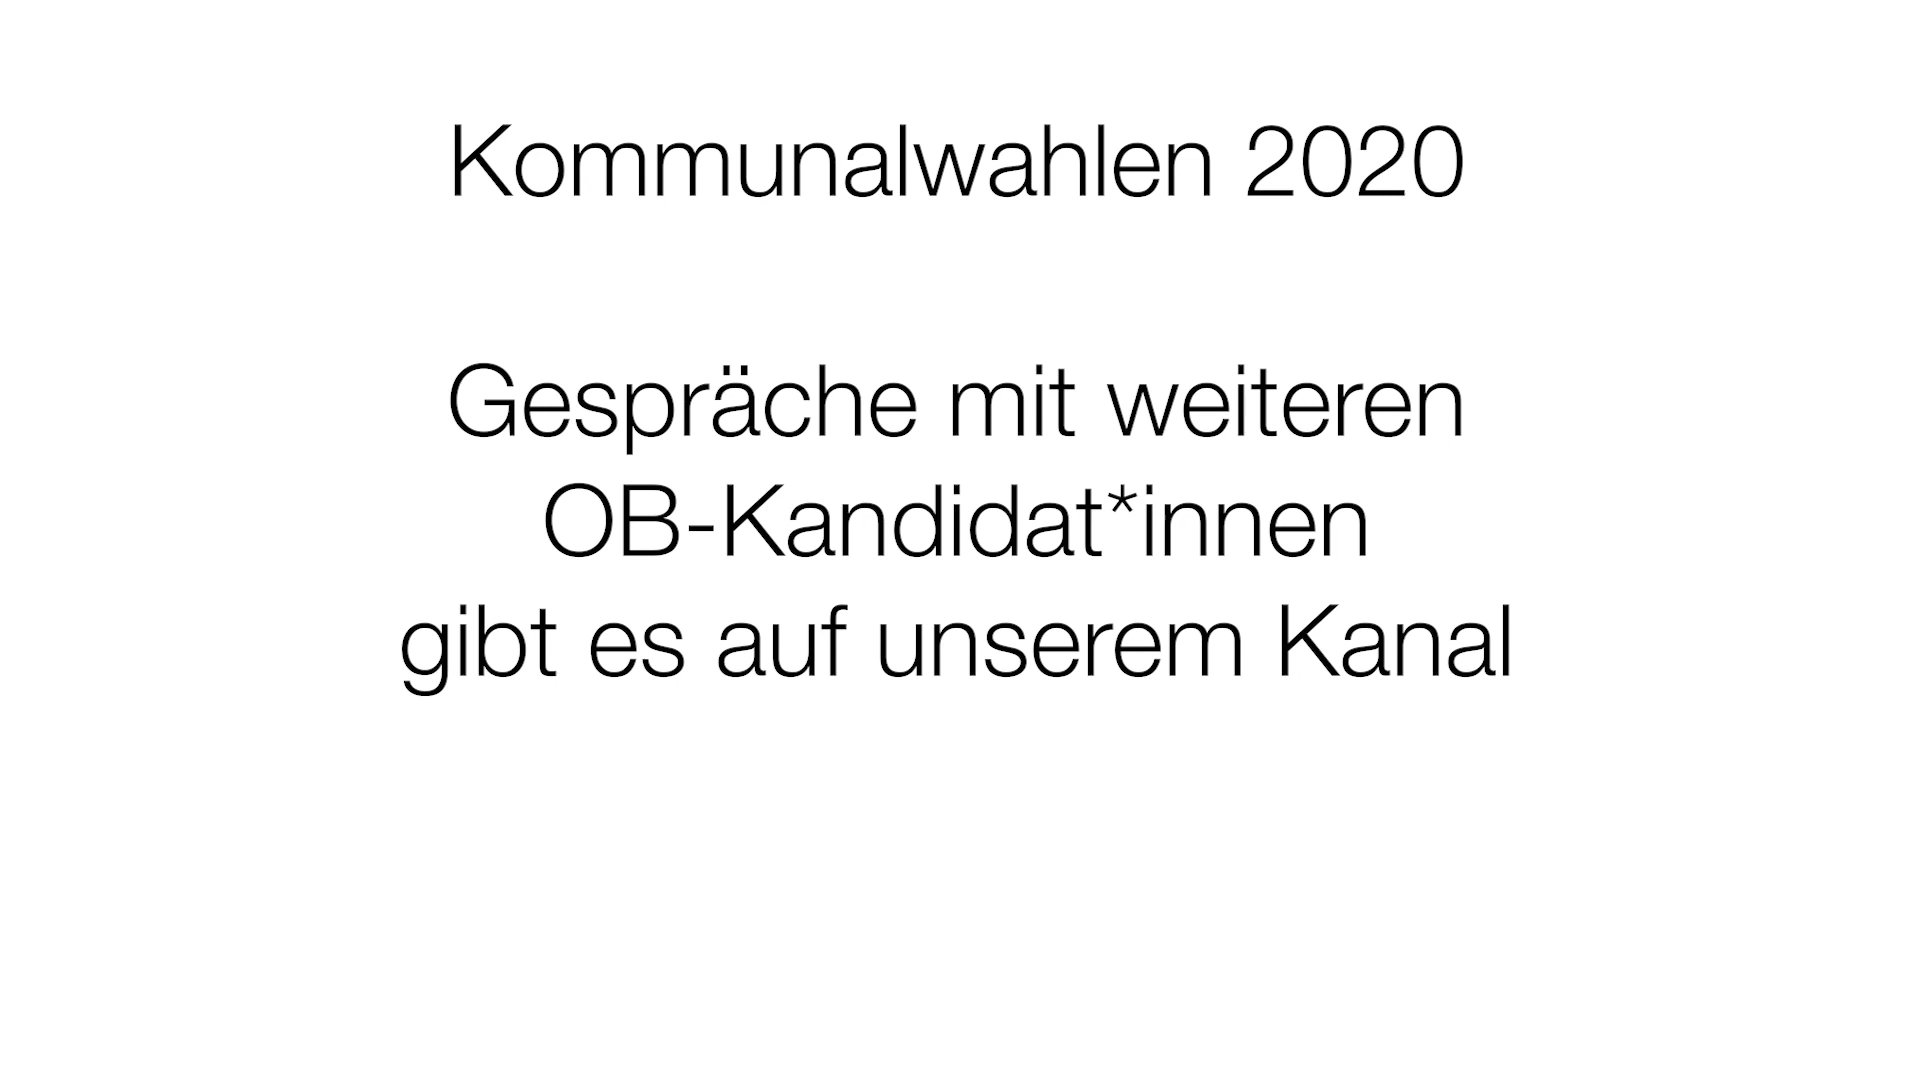 Kommunalwahlen 2020
Gespräche mit weiteren
OB-Kandidat*innen
gibt es auf unserem Kanal